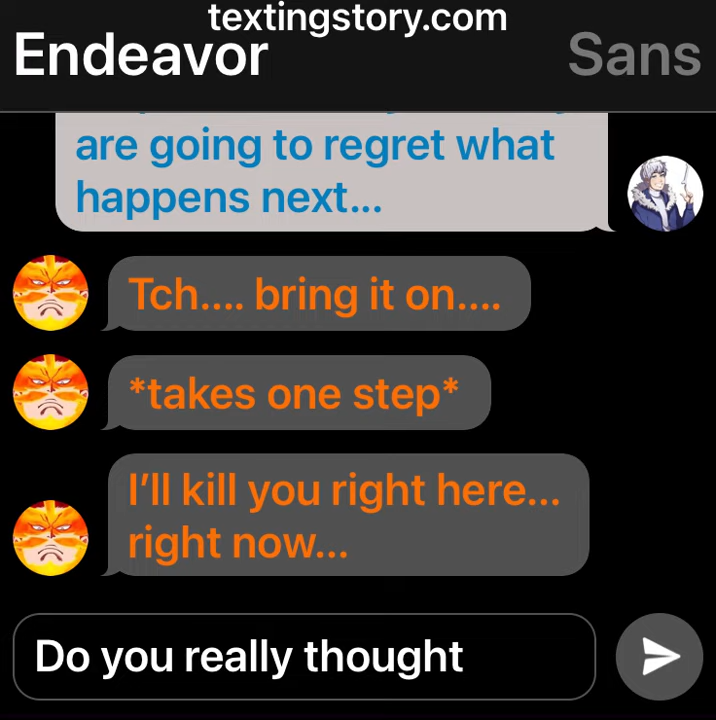 textingstory.com
Endeavor Sans
are going to regret what
happens next...
Tch.... bring it on....
*takes one step*
I'll kill you right here...
right now...
Do you really thought